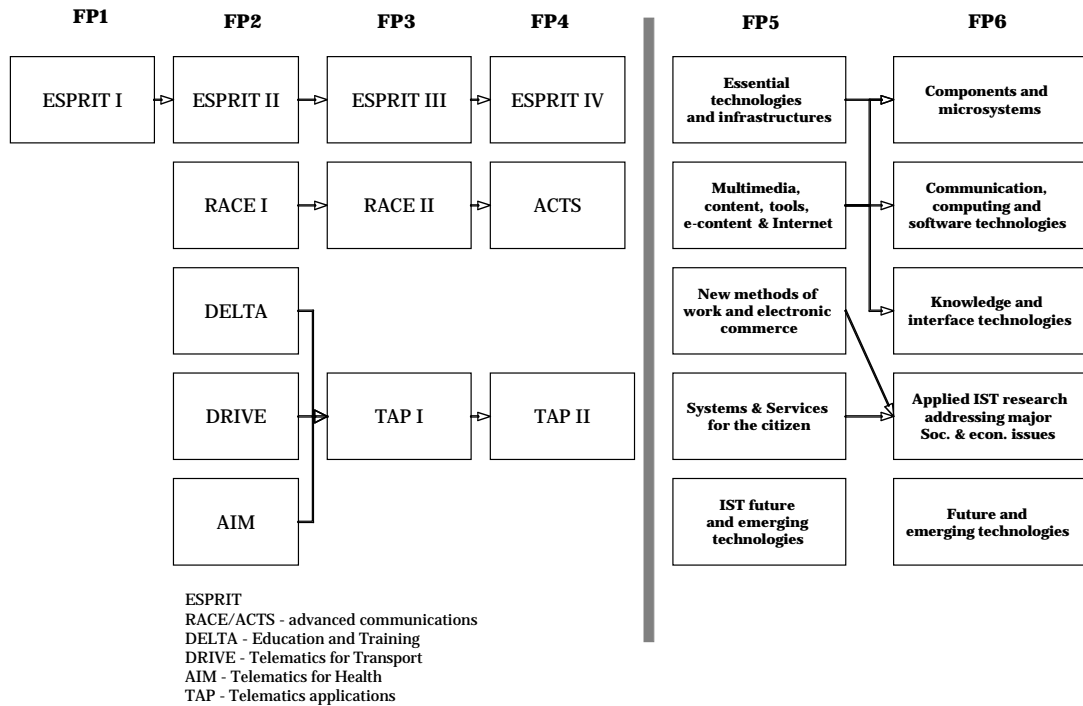 FP1
FP2
FP3
FP4
FP5
FP6
ESPRIT I
ESPRIT II
ESPRIT III
ESPRIT IV
Essential
technologies
and infrastructures
Components and
microsystems
RACE I
RACE II
ACTS
Multimedia,
content, tools,
e-content & Internet
Communication,
computing and
software technologies
DELTA
New methods of
work and electronic
commerce
Knowledge and
interface technologies
DRIVE
TAP I
TAP II
Systems & Services
for the citizen
Applied IST research
addressing major
Soc. & econ. issues
AIM
IST future
and emerging
technologies
Future and
emerging technologies
ESPRIT
RACE/ACTS - advanced communications
DELTA - Education and Training
DRIVE - Telematics for Transport
AIM - Telematics for Health
TAP - Telematics applications